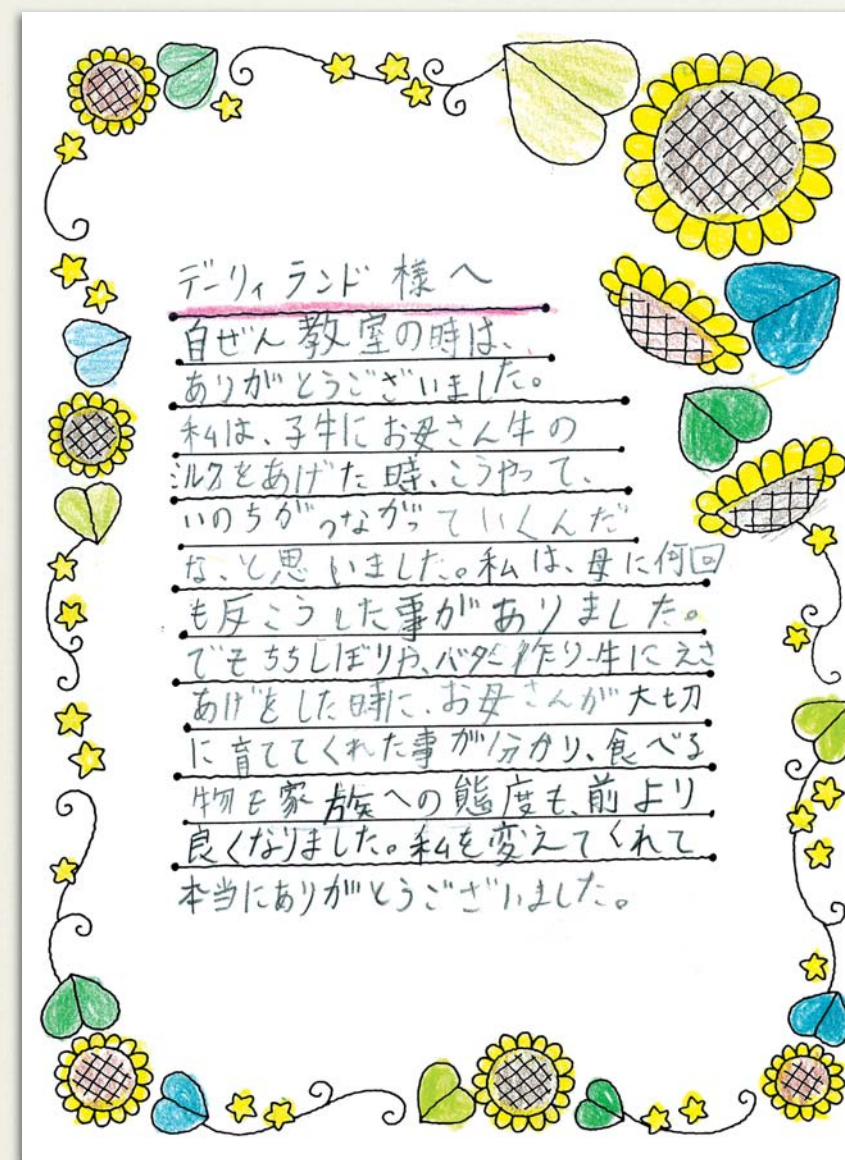 デーリィランド様へ
自ぜん教室の時は、
ありがとうございました。
私は、子牛にお母さん牛の
ミルクをあげた時、こうやって、
いのちがつながっていくんだ
な、と思いました。私は、母に何回
も反こうした事がありました。
でもちちしぼりや、バター作り、牛にえさ
あげをした時に、お母さんが大切
に育ててくれた事が分かり、食べる
物も家族への態度も、前より
良くなりました。私を変えてくれて
本当にありがとうございました。